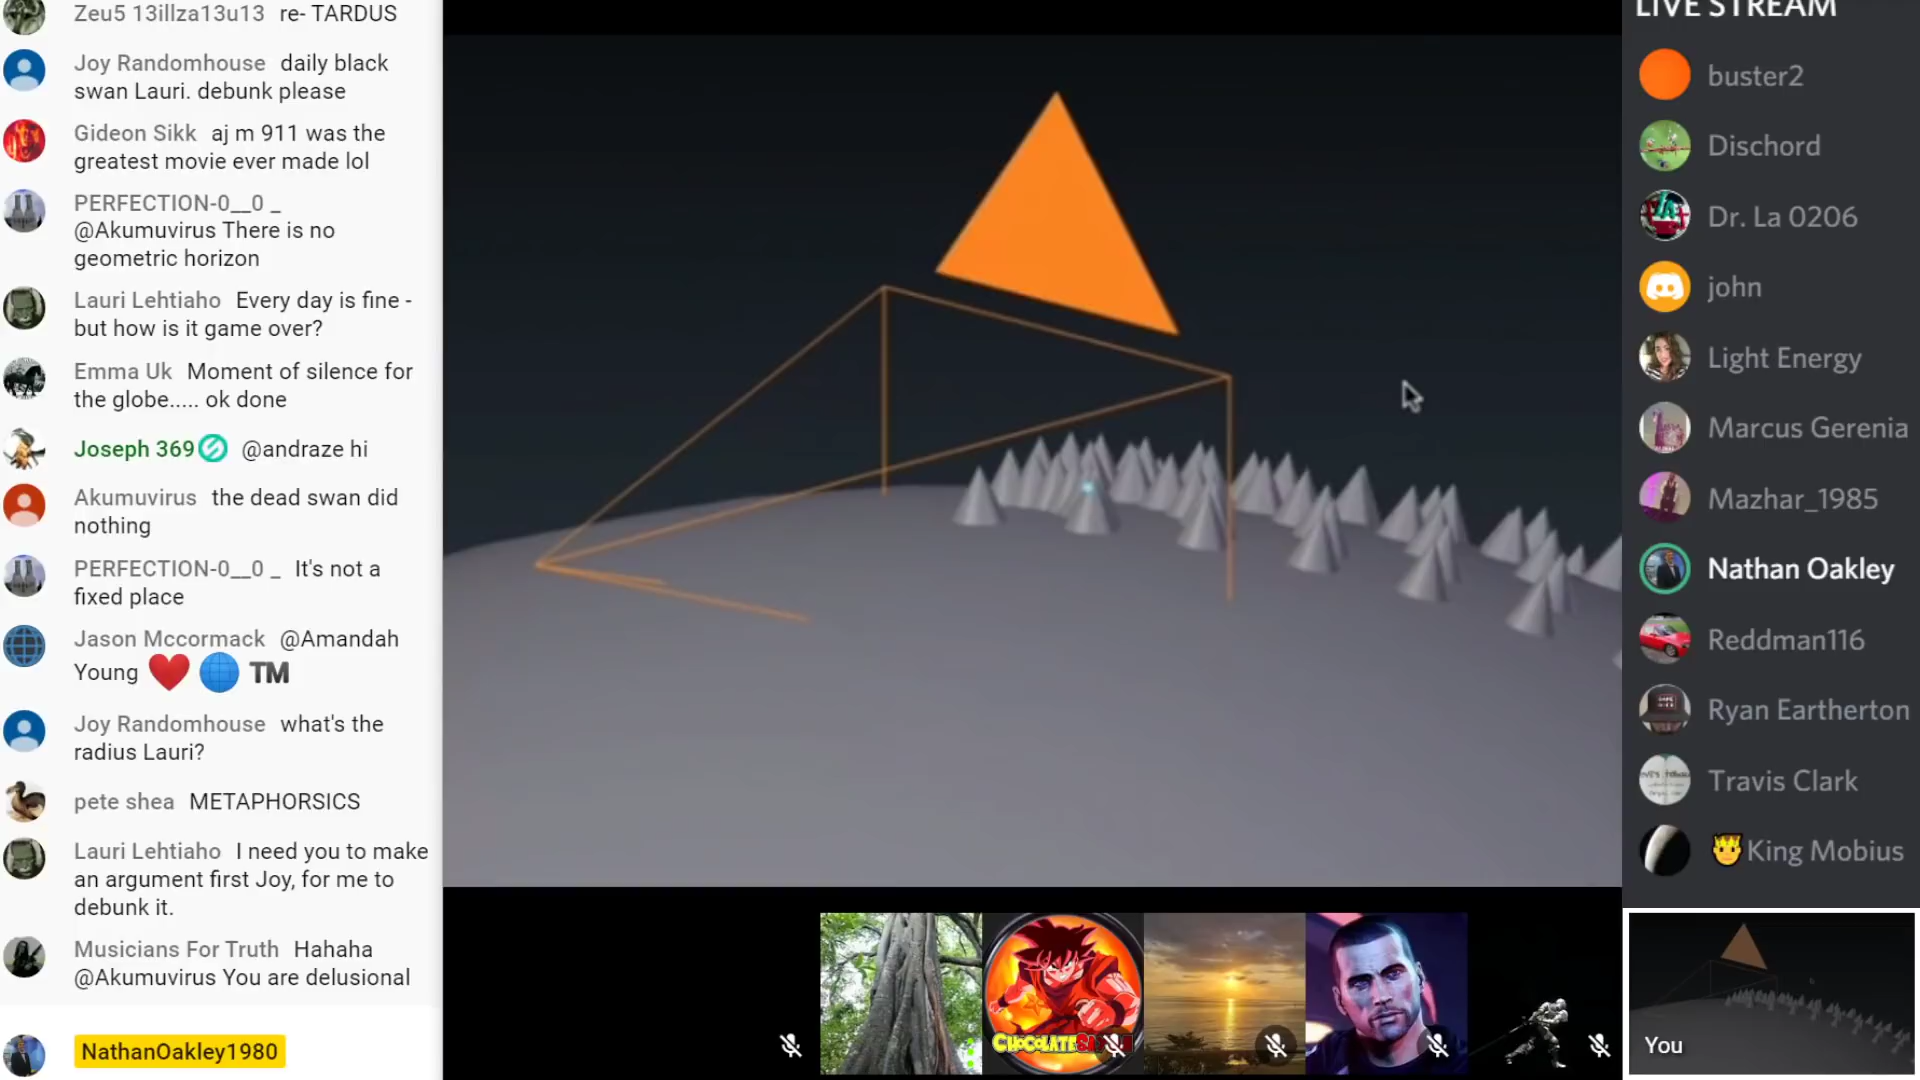 Zeu5 13illza13u13 re- TARDUS
Joy Randomhouse daily black
swan Lauri. debunk please
Gideon Sikk aj m 911 was the
greatest movie ever made lol
PERFECTION-0__0 _
@Akumuvirus There is no
geometric horizon
Lauri Lehtiaho Every day is fine -
but how is it game over?
Emma Uk Moment of silence for
the globe..... ok done
Joseph 369 @andraze hi
Akumuvirus the dead swan did
nothing
PERFECTION-0__0 _ It's not a
fixed place
Jason Mccormack @Amandah
Young ❤️ 🌐 ™️
Joy Randomhouse what's the
radius Lauri?
pete shea METAPHORSICS
Lauri Lehtiaho I need you to make
an argument first Joy, for me to
debunk it.
Musicians For Truth Hahaha
@Akumuvirus You are delusional
NathanOakley1980
LIVE STREAM
buster2
Dischord
Dr. La 0206
john
Light Energy
Marcus Gerenia
Mazhar_1985
Nathan Oakley
Reddman116
Ryan Eartherton
Travis Clark
🤴King Mobius
You